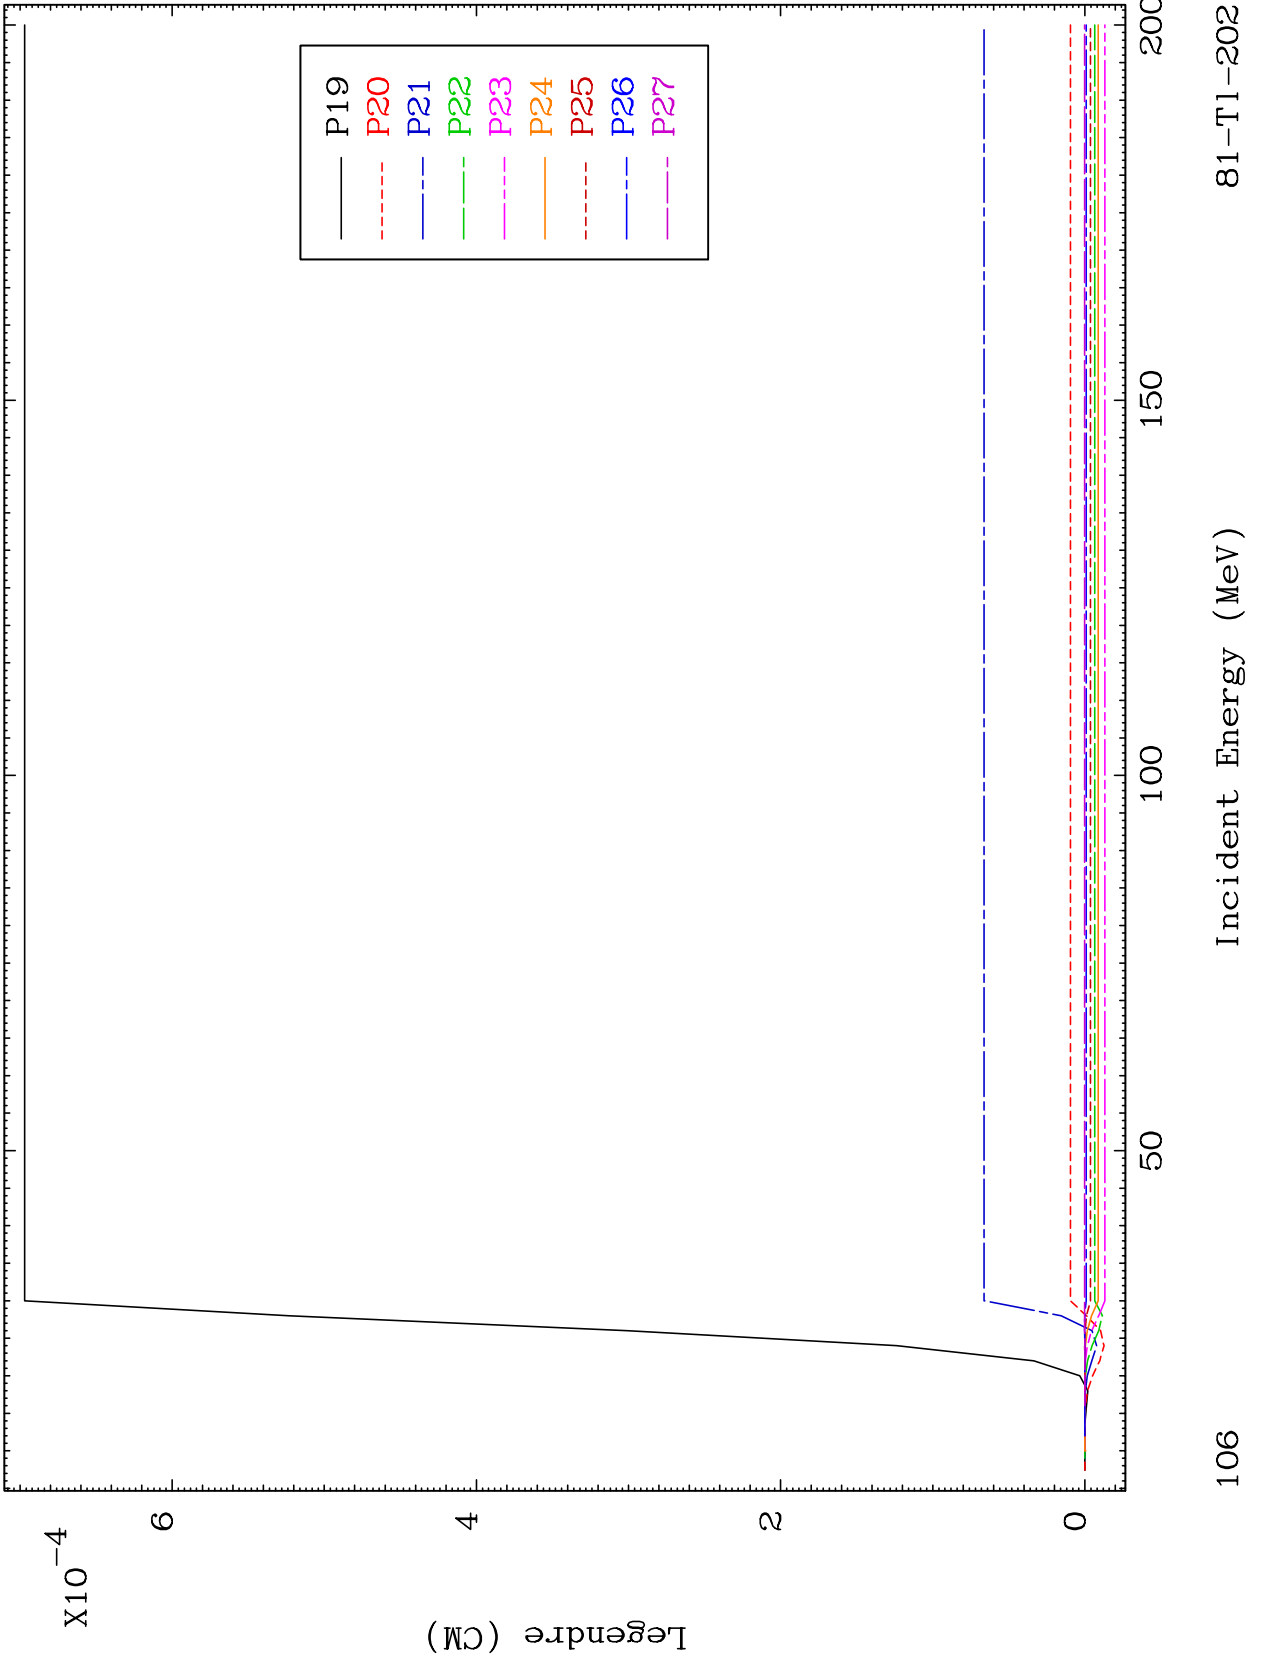 X10-4
6
4
2
0
Legendre (CM)
P19
P20
P21
P22
P23
P24
P25
P26
P27
50
100
150
200
106
Incident Energy (MeV)
81-Tl-202